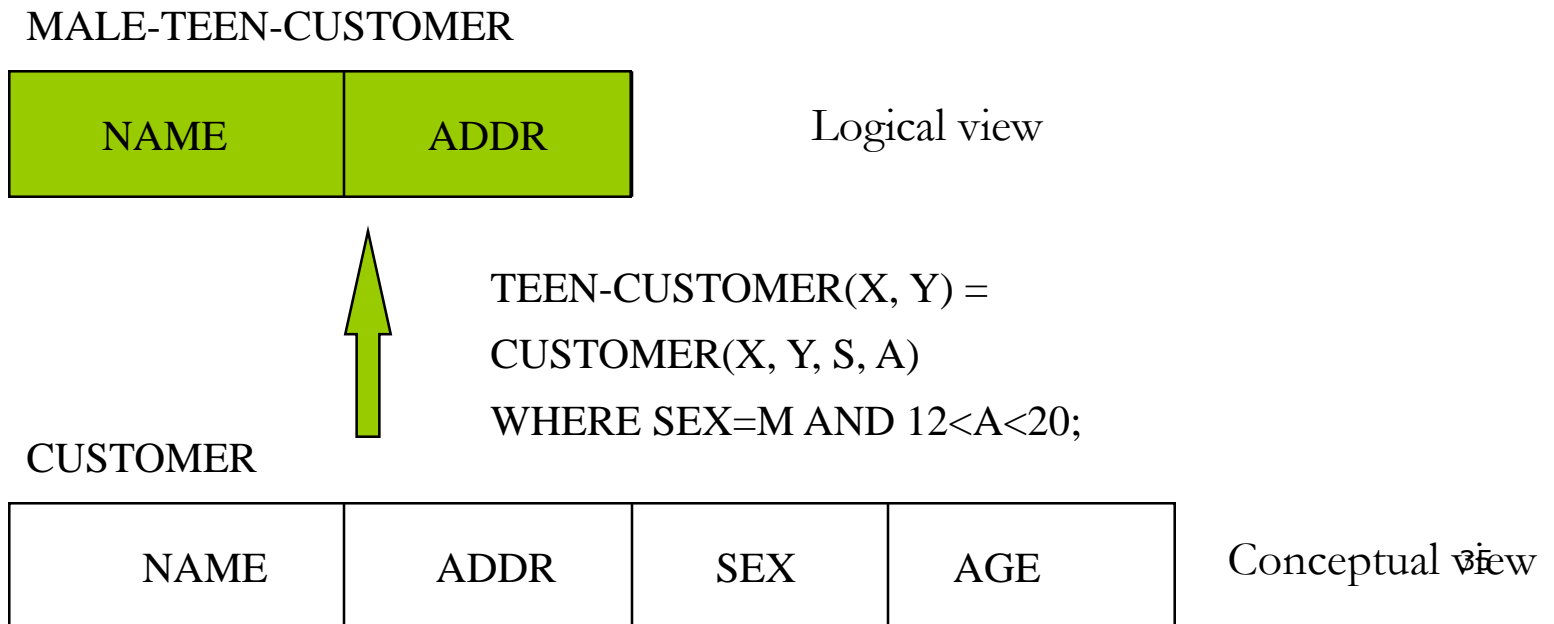 MALE-TEEN-CUSTOMER
NAME ADDR Logical view
TEEN-CUSTOMER(X, Y) =
CUSTOMER(X, Y, S, A)
WHERE SEX=M AND 12<A<20;
CUSTOMER
NAME ADDR SEX AGE Conceptual view
35